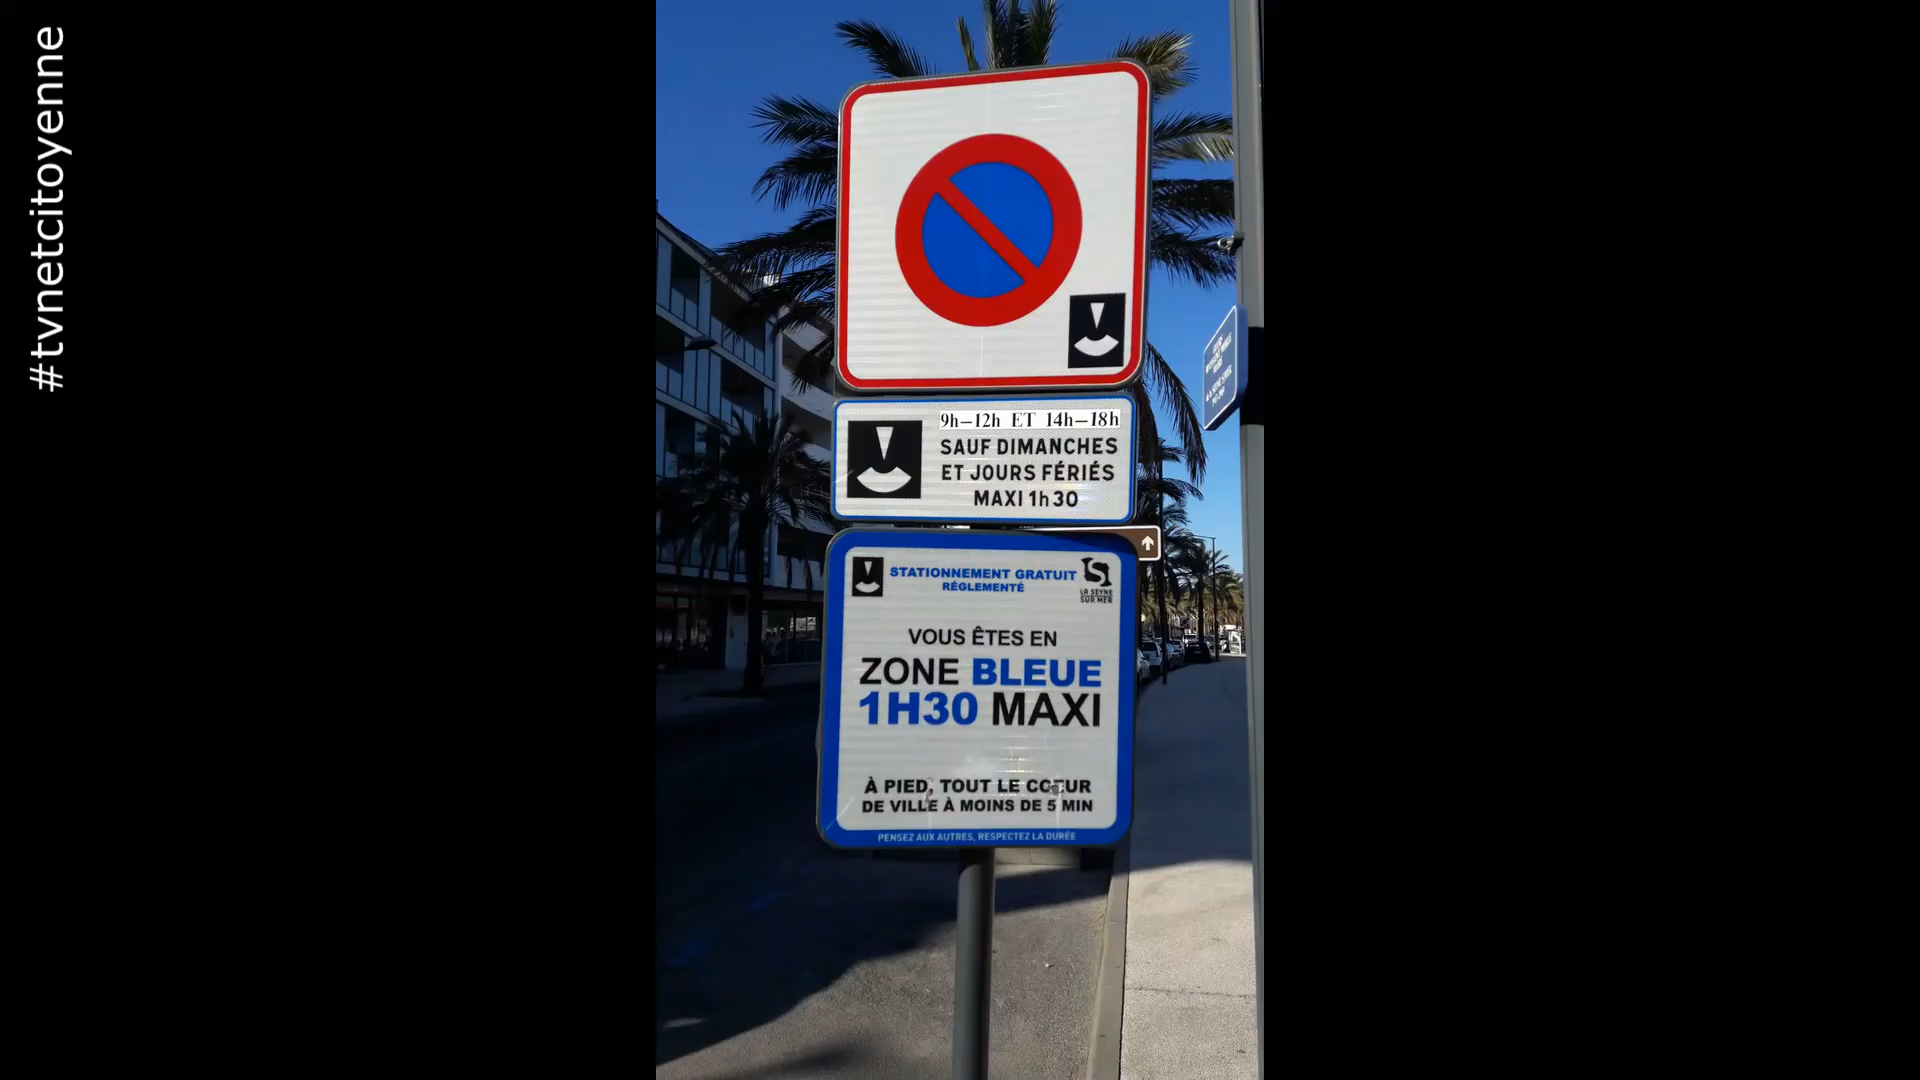 #tvnetcitoyenne
9h–12h ET 14h–18h
SAUF DIMANCHES
ET JOURS FÉRIÉS
MAXI 1h30
STATIONNEMENT GRATUIT
RÉGLEMENTÉ
LA SEYNE
SUR MER
VOUS ÊTES EN
ZONE BLEUE
1H30 MAXI
À PIED, TOUT LE CŒUR
DE VILLE À MOINS DE 5 MIN
PENSEZ AUX AUTRES, RESPECTEZ LA DURÉE